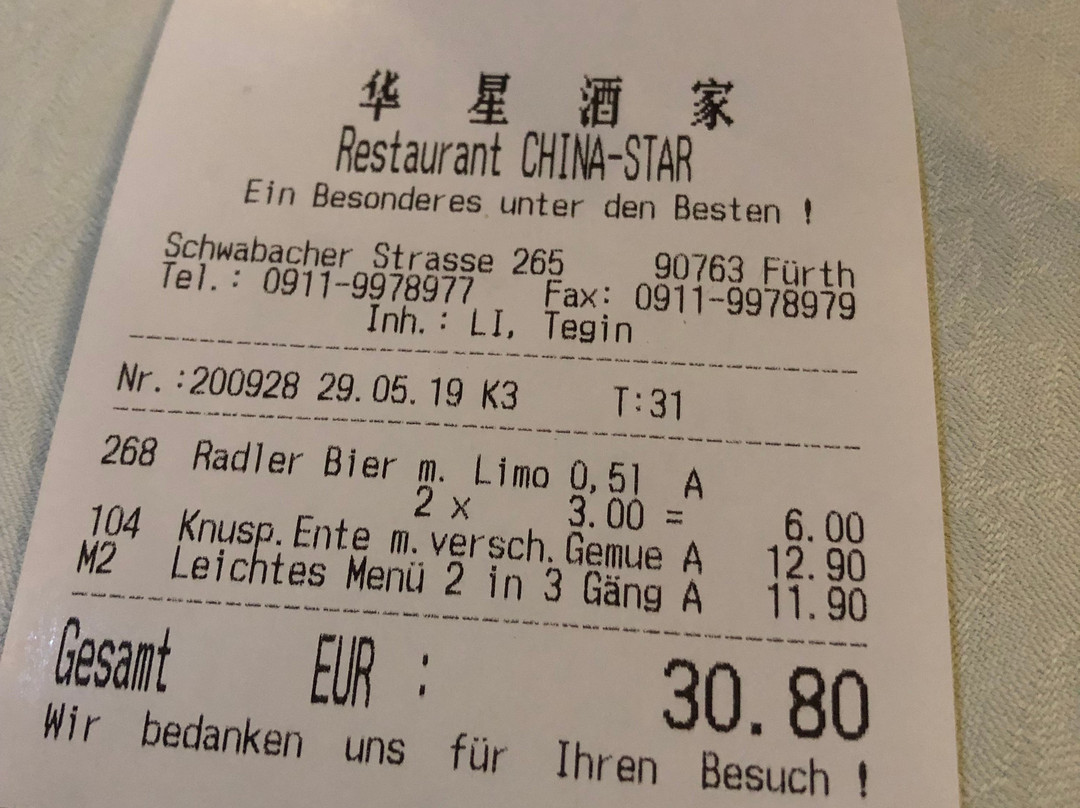 华 星 酒 家
Restaurant CHINA-STAR
Ein Besonderes unter den Besten !
Schwabacher Strasse 265 90763 Fürth
Tel.: 0911-9978977 Fax: 0911-9978979
Inh.: LI, Tegin
Nr.:200928 29.05.19 K3 T:31
268 Radler Bier m. Limo 0,5l A
2 x 3.00 = 6.00
104 Knusp.Ente m.versch.Gemue A 12.90
M2 Leichtes Menü 2 in 3 Gäng A 11.90
Gesamt EUR : 30.80
Wir bedanken uns für Ihren Besuch !